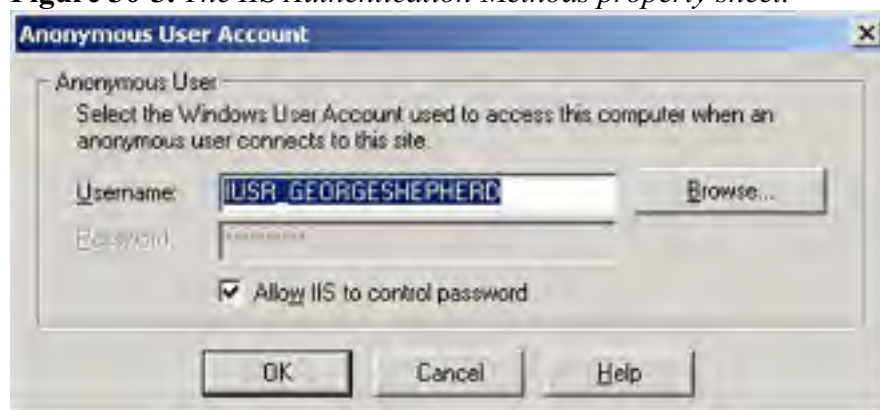 Figure 30-3. The IIS Authentication Methods property sheet.
Anonymous User Account
Anonymous User
Select the Windows User Account used to access this computer when an
anonymous user connects to this site.
Username: IUSR_GEORGESHEPHERD Browse...
Password: **********
Allow IIS to control password
OK Cancel Help